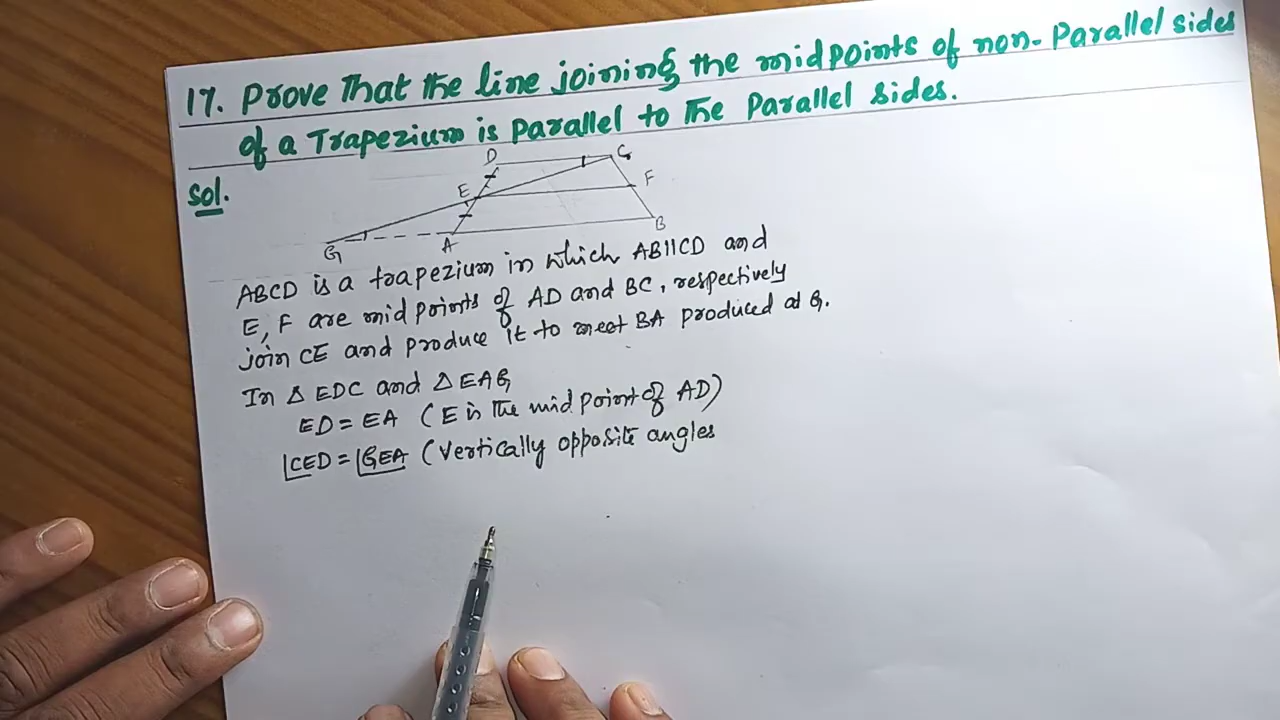 17. Prove That the line joining the midpoints of non-Parallel sides
of a Trapezium is parallel to The Parallel sides.
Sol.
D C
E F
G A B
ABCD is a trapezium in which AB||CD and
E, F are mid points of AD and BC, respectively
join CE and produce it to meet BA produced at G.
In △ EDC and △ EAG
ED = EA (E is the mid point of AD)
∠CED = ∠GEA (Vertically opposite angles